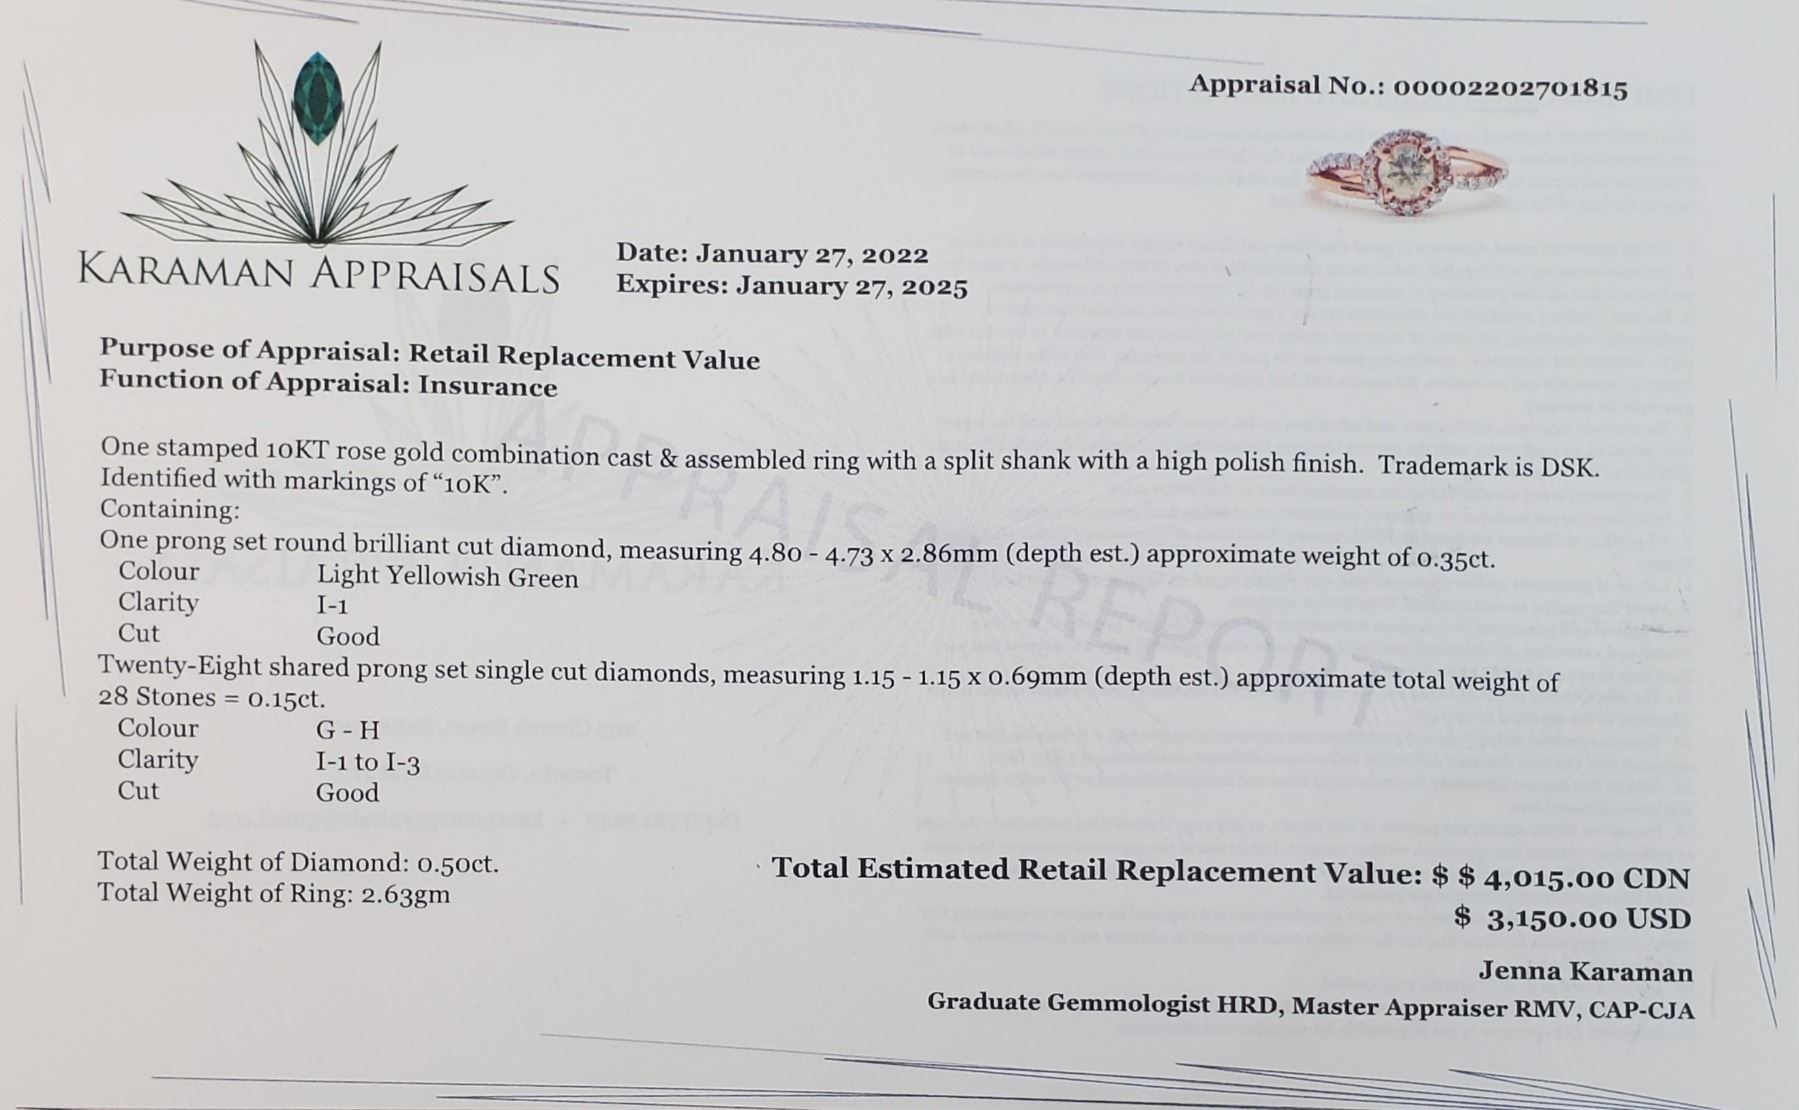 Appraisal No.: 00002202701815
KARAMAN APPRAISALS
Date: January 27, 2022
Expires: January 27, 2025
Purpose of Appraisal: Retail Replacement Value
Function of Appraisal: Insurance
One stamped 10KT rose gold combination cast & assembled ring with a split shank with a high polish finish. Trademark is DSK.
Identified with markings of “10K”.
Containing:
One prong set round brilliant cut diamond, measuring 4.80 - 4.73 x 2.86mm (depth est.) approximate weight of 0.35ct.
Colour Light Yellowish Green
Clarity I-1
Cut Good
Twenty-Eight shared prong set single cut diamonds, measuring 1.15 - 1.15 x 0.69mm (depth est.) approximate total weight of
28 Stones = 0.15ct.
Colour G - H
Clarity I-1 to I-3
Cut Good
APPRAISAL REPORT
Total Weight of Diamond: 0.50ct.
Total Weight of Ring: 2.63gm
Total Estimated Retail Replacement Value: $ $ 4,015.00 CDN
$ 3,150.00 USD
Jenna Karaman
Graduate Gemmologist HRD, Master Appraiser RMV, CAP-CJA